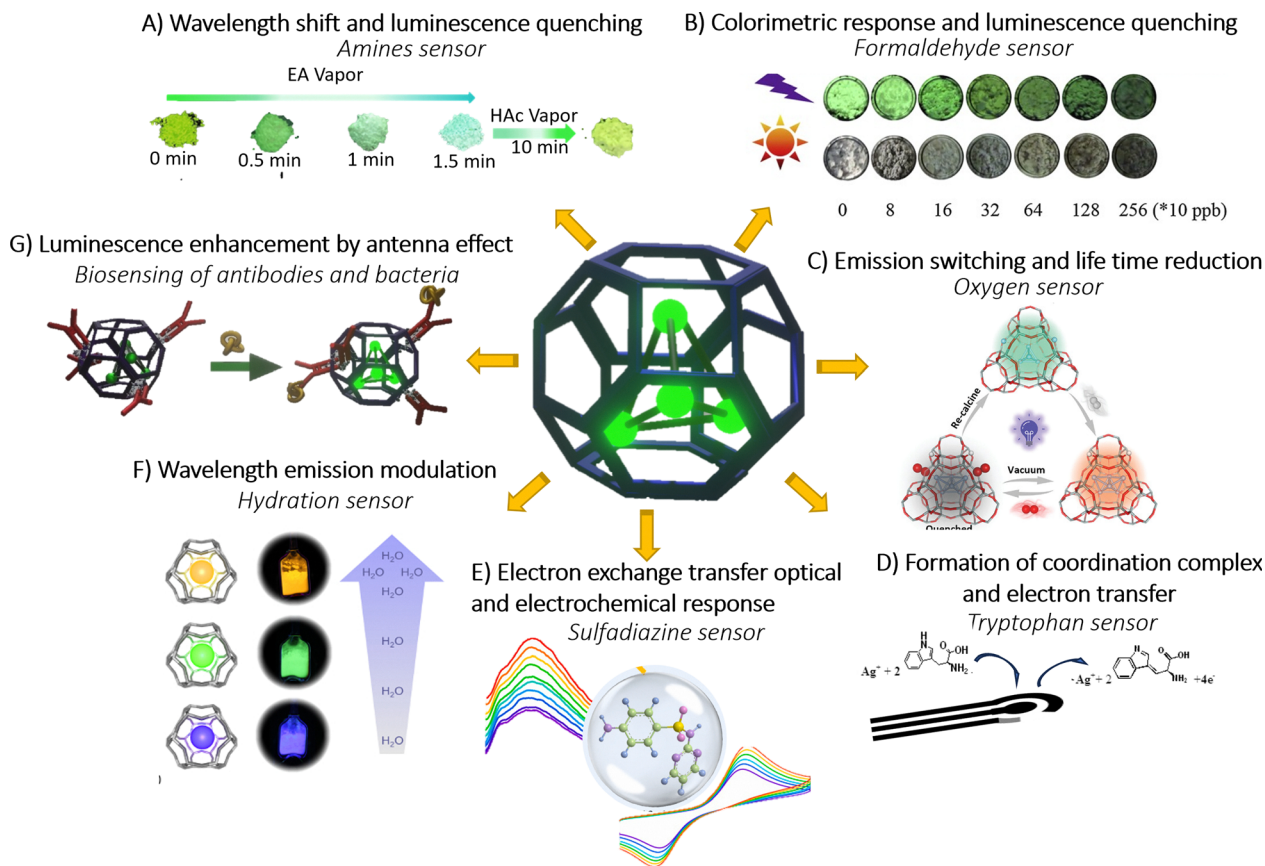 A) Wavelength shift and luminescence quenching
Amines sensor
EA Vapor
HAc Vapor
10 min
0 min
0.5 min
1 min
1.5 min
B) Colorimetric response and luminescence quenching
Formaldehyde sensor
0 8 16 32 64 128 256 (*10 ppb)
G) Luminescence enhancement by antenna effect
Biosensing of antibodies and bacteria
C) Emission switching and life time reduction
Oxygen sensor
Re-calcine
Vacuum
Quenched
F) Wavelength emission modulation
Hydration sensor
H₂O
H₂O H₂O
H₂O
H₂O
H₂O
H₂O
E) Electron exchange transfer optical
and electrochemical response
Sulfadiazine sensor
D) Formation of coordination complex
and electron transfer
Tryptophan sensor
H
N
O
OH
NH₂
Ag⁺ + 2
N
O
OH
NH₂
-Ag⁺ + 2
+4e⁻